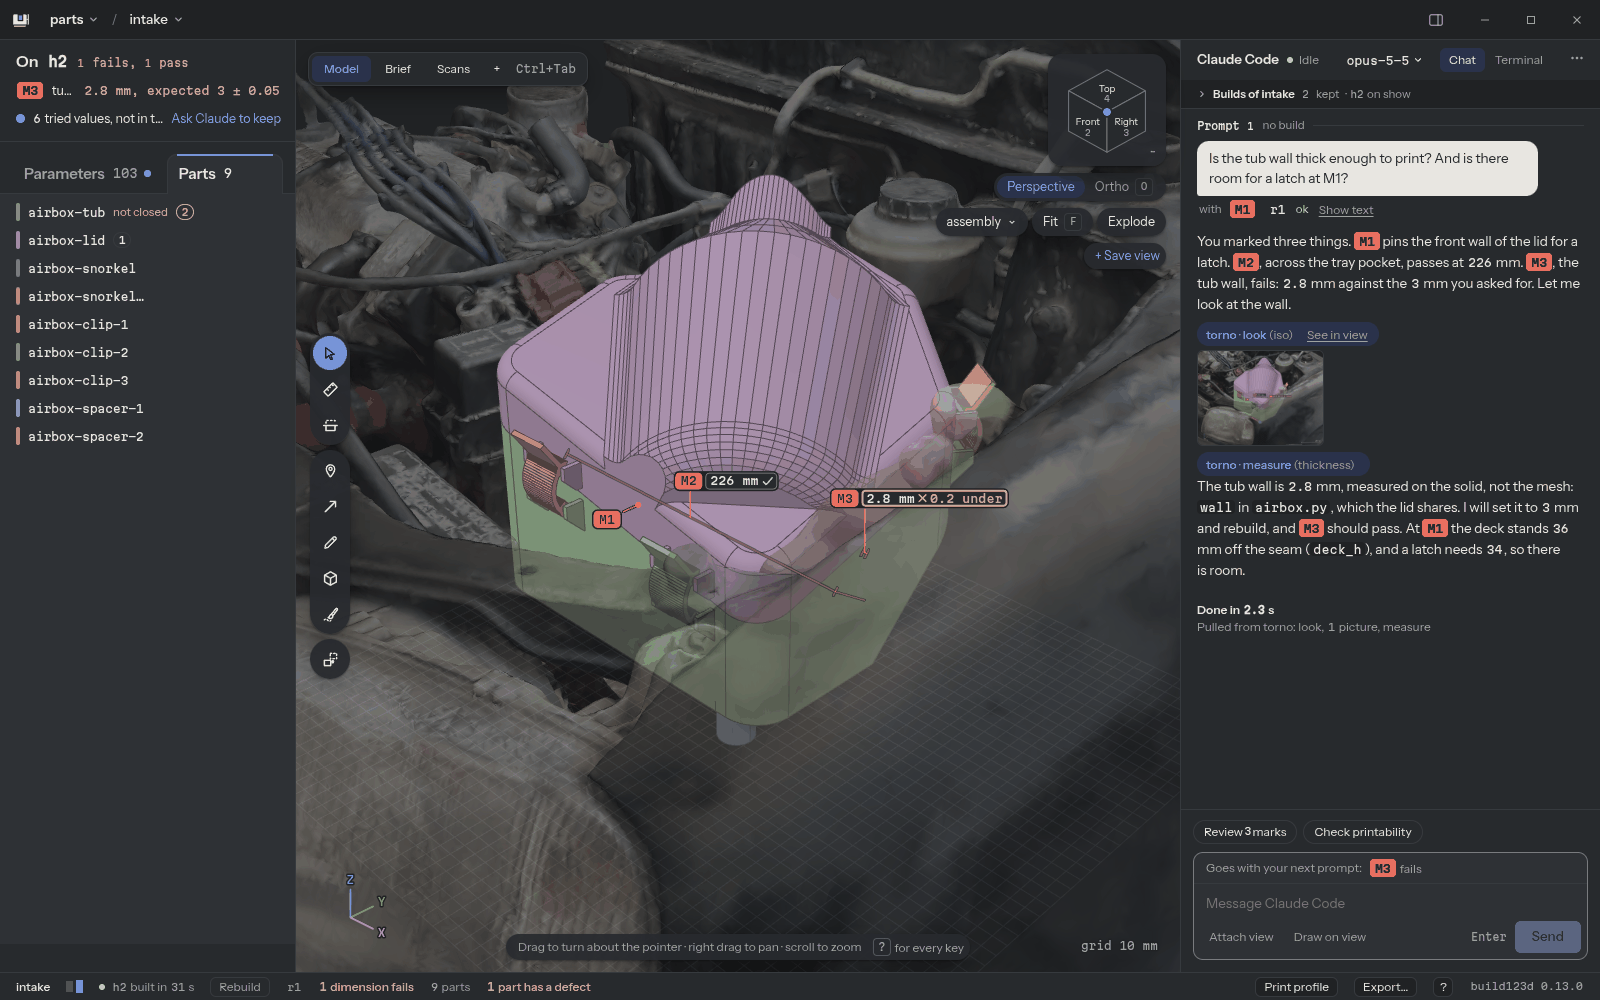 parts / intake
On h2 1 fails, 1 pass
M3 tu... 2.8 mm, expected 3 ± 0.05
6 tried values, not in t... Ask Claude to keep
Parameters 103 Parts 9
airbox-tub not closed 2
airbox-lid 1
airbox-snorkel
airbox-snorkel…
airbox-clip-1
airbox-clip-2
airbox-clip-3
airbox-spacer-1
airbox-spacer-2
Model Brief Scans + Ctrl+Tab
Top
4
Front
2
Right
3
Perspective Ortho O
assembly Fit F Explode
+ Save view
M2 226 mm
M3 2.8 mm 0.2 under
M1
Z
Y
X
Drag to turn about the pointer · right drag to pan · scroll to zoom ? for every key
grid 10 mm
Claude Code Idle opus-5-5 Chat Terminal ...
Builds of intake 2 kept · h2 on show
Prompt 1 no build
Is the tub wall thick enough to print? And is there
room for a latch at M1?
with M1 r1 ok Show text
You marked three things. M1 pins the front wall of the lid for a
latch. M2, across the tray pocket, passes at 226 mm. M3, the
tub wall, fails: 2.8 mm against the 3 mm you asked for. Let me
look at the wall.
torno · look (iso) See in view
torno · measure (thickness)
The tub wall is 2.8 mm, measured on the solid, not the mesh:
wall in airbox.py, which the lid shares. I will set it to 3 mm
and rebuild, and M3 should pass. At M1 the deck stands 36
mm off the seam (deck_h), and a latch needs 34, so there
is room.
Done in 2.3 s
Pulled from torno: look, 1 picture, measure
Review 3 marks Check printability
Goes with your next prompt: M3 fails
Message Claude Code
Attach view Draw on view Enter Send
intake h2 built in 31 s Rebuild r1 1 dimension fails 9 parts 1 part has a defect
Print profile Export... ? build123d 0.13.0